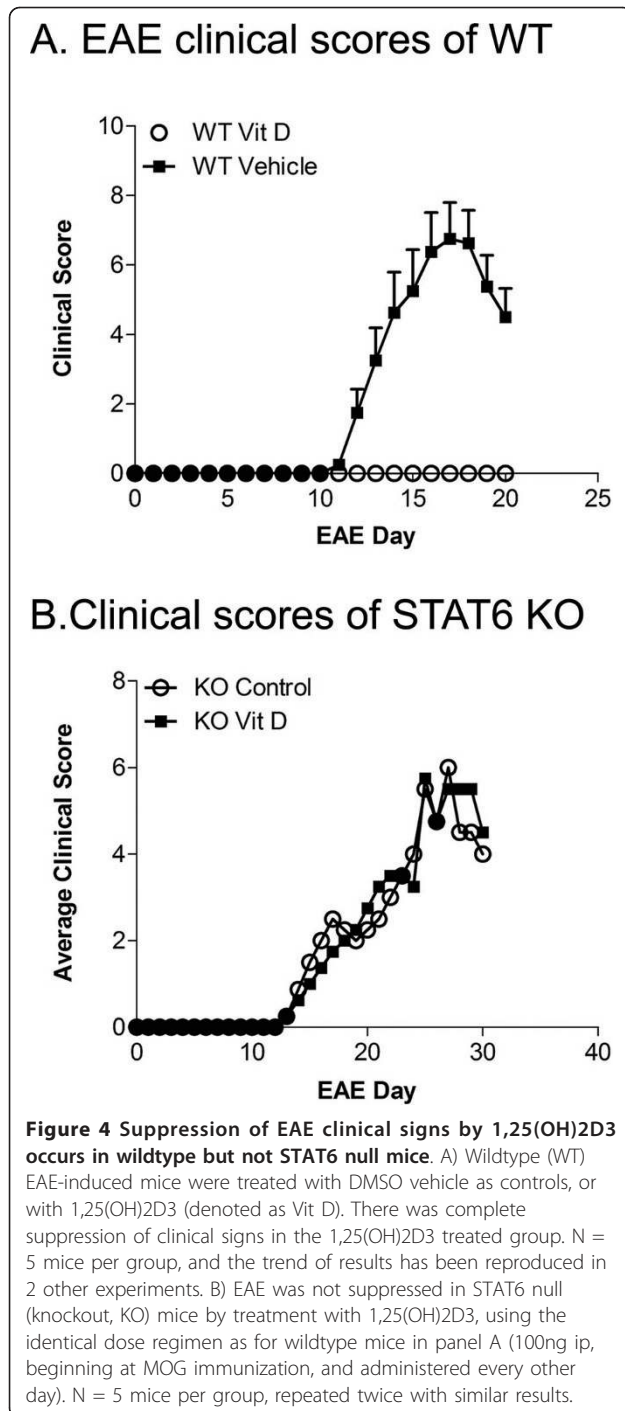 A. EAE clinical scores of WT
10
8
6
4
2
0
Clinical Score
WT Vit D
WT Vehicle
0 5 10 15 20 25
EAE Day
B.Clinical scores of STAT6 KO
8
6
4
2
0
Average Clinical Score
KO Control
KO Vit D
0 10 20 30 40
EAE Day
Figure 4 Suppression of EAE clinical signs by 1,25(OH)2D3
occurs in wildtype but not STAT6 null mice. A) Wildtype (WT)
EAE-induced mice were treated with DMSO vehicle as controls, or
with 1,25(OH)2D3 (denoted as Vit D). There was complete
suppression of clinical signs in the 1,25(OH)2D3 treated group. N =
5 mice per group, and the trend of results has been reproduced in
2 other experiments. B) EAE was not suppressed in STAT6 null
(knockout, KO) mice by treatment with 1,25(OH)2D3, using the
identical dose regimen as for wildtype mice in panel A (100ng ip,
beginning at MOG immunization, and administered every other
day). N = 5 mice per group, repeated twice with similar results.